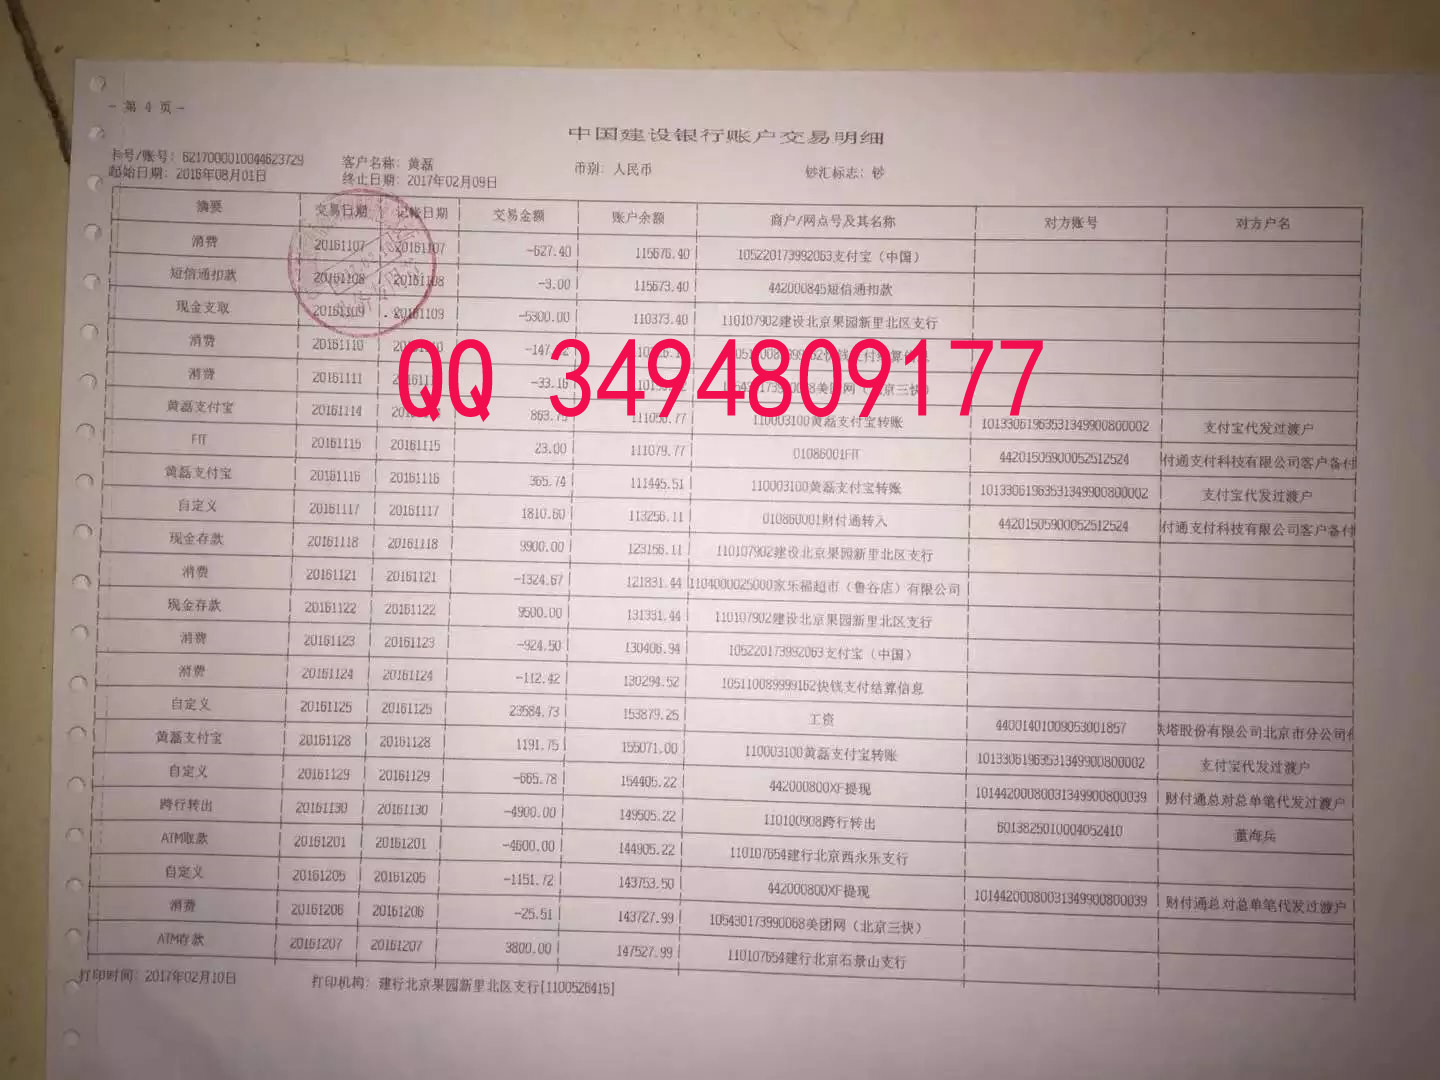 - 第 4 页 -
中国建设银行账户交易明细
卡号/账号: 6217000010044623729 客户名称: 黄磊 币别: 人民币 钞汇标志: 钞
起始日期: 2016年08月01日 终止日期: 2017年02月09日
摘要 交易日期 记账日期 交易金额 账户余额 商户/网点号及其名称 对方账号 对方户名
消费 20161107 20161107 -627.40 115676.40 105220173992063支付宝（中国）
短信通扣款 20161108 20161108 -3.00 115673.40 442000845短信通扣款
现金支取 20161109 20161109 -5300.00 110373.40 110107902建设北京果园新里北区支行
消费 20161110
QQ 3494809177
消费 20161111 -33.16
黄磊支付宝 20161114 111050.77 110003100黄磊支付宝转账 10133061963531349900800002 支付宝代发过渡户
FIT 20161115 20161115 23.00 111079.77 01086001FIT 44201505900052512524 付通支付科技有限公司客户备付
黄磊支付宝 20161116 20161116 365.74 111445.51 110003100黄磊支付宝转账 10133061963531349900800002 支付宝代发过渡户
自定义 20161117 20161117 1810.60 113256.11 010860001财付通转入 44201505900052512524 付通支付科技有限公司客户备付
现金存款 20161118 20161118 9900.00 123156.11 110107902建设北京果园新里北区支行
消费 20161121 20161121 -1324.67 121831.44 1104000025000家乐福超市（鲁谷店）有限公司
现金存款 20161122 20161122 9500.00 131331.44 110107902建设北京果园新里北区支行
消费 20161123 20161123 -924.50 130406.94 105220173992063支付宝（中国）
消费 20161124 20161124 -112.42 130294.52 105110089999162快钱支付结算信息
自定义 20161125 20161125 23584.73 153879.25 工资 44001401009053001857 铁塔股份有限公司北京市分公司
黄磊支付宝 20161128 20161128 1191.75 155071.00 110003100黄磊支付宝转账 10133061963531349900800002 支付宝代发过渡户
自定义 20161129 20161129 -665.78 154405.22 442000800XF提现 10144200080031349900800039 财付通总对总单笔代发过渡户
跨行转出 20161130 20161130 -4900.00 149505.22 110100908跨行转出 6013825010004052410 董海兵
ATM取款 20161201 20161201 -4600.00 144905.22 110107654建行北京西永乐支行
自定义 20161205 20161205 -1151.72 143753.50 442000800XF提现 10144200080031349900800039 财付通总对总单笔代发过渡户
消费 20161206 20161206 -25.51 143727.99 105430173990068美团网（北京三快）
ATM存款 20161207 20161207 3800.00 147527.99 110107654建行北京石景山支行
打印时间: 2017年02月10日 打印机构: 建行北京果园新里北区支行[1100526415]